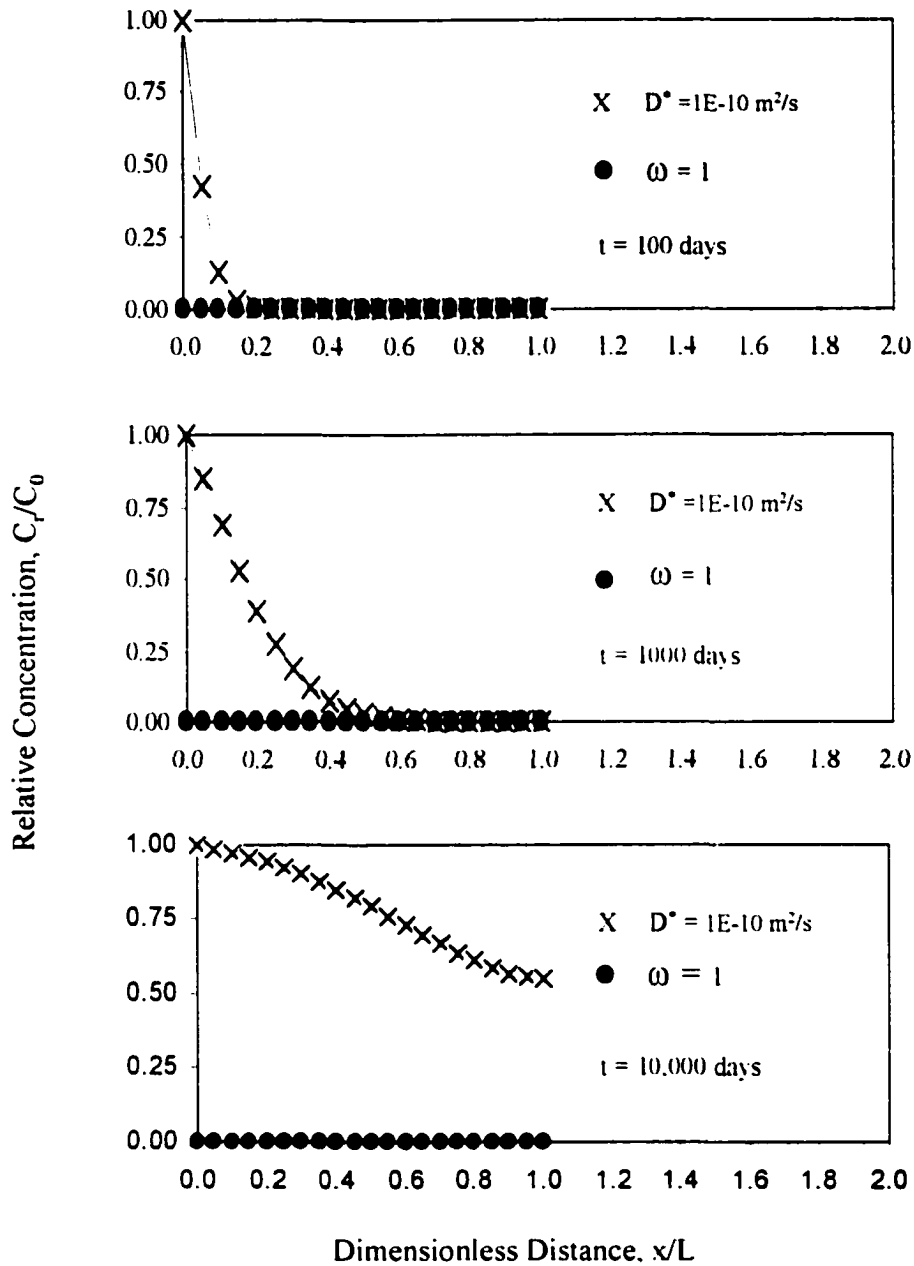 1.00
0.75
0.50
0.25
0.00
X D* =1E-10 m²/s
● ω = 1
t = 100 days
0.0 0.2 0.4 0.6 0.8 1.0 1.2 1.4 1.6 1.8 2.0
Relative Concentration, Cᵣ/C₀
1.00
0.75
0.50
0.25
0.00
X D* =1E-10 m²/s
● ω = 1
t = 1000 days
0.0 0.2 0.4 0.6 0.8 1.0 1.2 1.4 1.6 1.8 2.0
1.00
0.75
0.50
0.25
0.00
X D* = 1E-10 m²/s
● ω = 1
t = 10,000 days
0.0 0.2 0.4 0.6 0.8 1.0 1.2 1.4 1.6 1.8 2.0
Dimensionless Distance, x/L